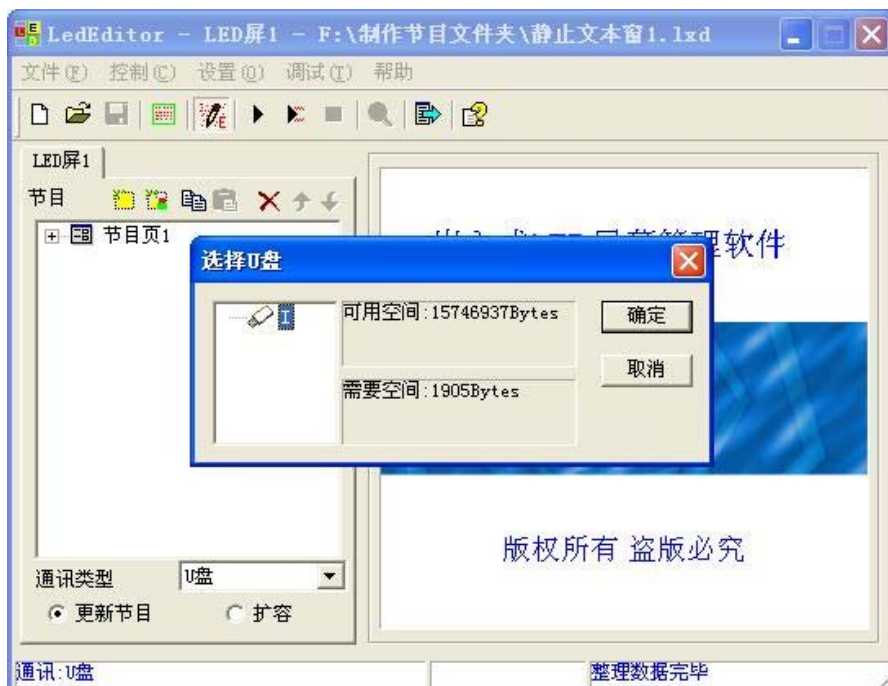 LedEditor - LED屏1 - F:\制作节目文件夹\静止文本窗1.lxd
文件(F) 控制(C) 设置(O) 调试(T) 帮助
LED屏1
节目
节目页1
理软件
选择U盘
I
可用空间:15746937Bytes
确定
需要空间:1905Bytes
取消
版权所有 盗版必究
通讯类型 U盘
更新节目 扩容
通讯:U盘 整理数据完毕